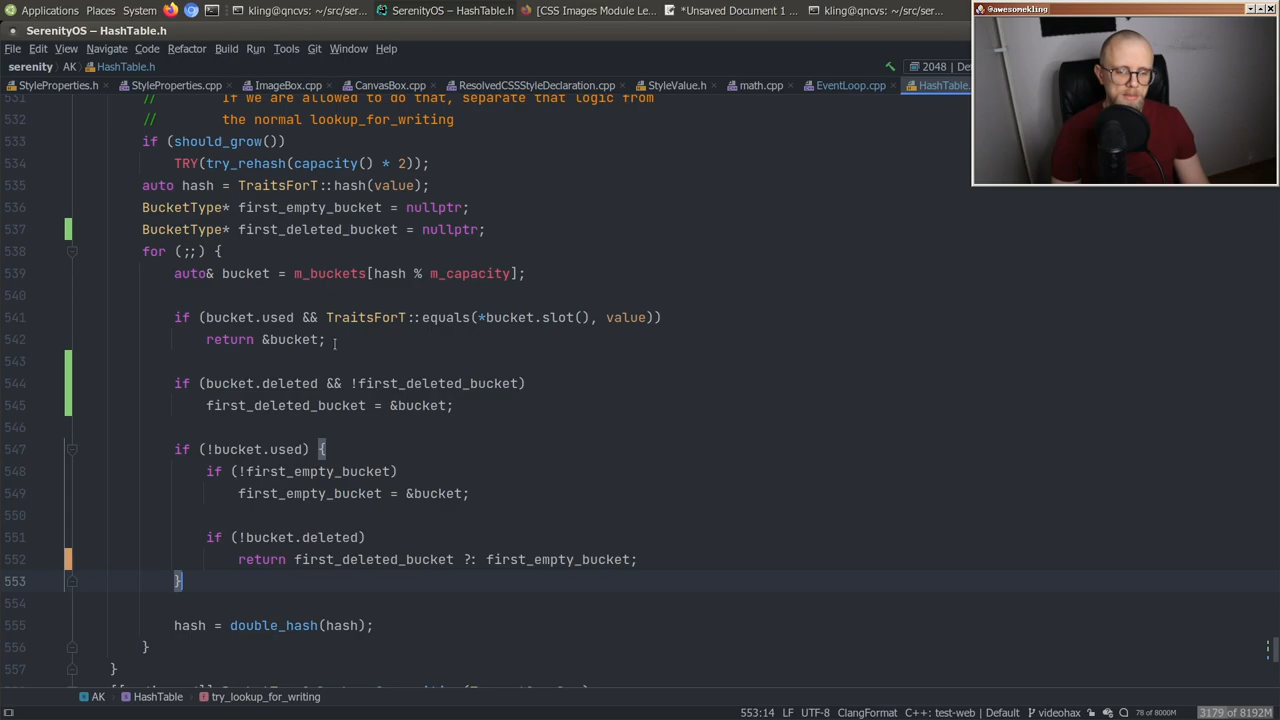 Applications Places System kling@qncvs: ~/src/seren... SerenityOS – HashTable.h [CSS Images Module Le... *Unsaved Document 1 kling@qncvs: ~/src/seren...
@awesomekling
SerenityOS – HashTable.h
File Edit View Navigate Code Refactor Build Run Tools Git Window Help
serenity AK HashTable.h 2048
StyleProperties.h StyleProperties.cpp ImageBox.cpp CanvasBox.cpp ResolvedCSSStyleDeclaration.cpp StyleValue.h math.cpp EventLoop.cpp HashTable.
531 // If we are allowed to do that, separate that logic from
532 // the normal lookup_for_writing
533 if (should_grow())
534 TRY(try_rehash(capacity() * 2));
535 auto hash = TraitsForT::hash(value);
536 BucketType* first_empty_bucket = nullptr;
537 BucketType* first_deleted_bucket = nullptr;
538 for (;;) {
539 auto& bucket = m_buckets[hash % m_capacity];
540
541 if (bucket.used && TraitsForT::equals(*bucket.slot(), value))
542 return &bucket;
543
544 if (bucket.deleted && !first_deleted_bucket)
545 first_deleted_bucket = &bucket;
546
547 if (!bucket.used) {
548 if (!first_empty_bucket)
549 first_empty_bucket = &bucket;
550
551 if (!bucket.deleted)
552 return first_deleted_bucket ?: first_empty_bucket;
553 }
554
555 hash = double_hash(hash);
556 }
557 }
AK HashTable try_lookup_for_writing
553:14 LF UTF-8 ClangFormat C++: test-web | Default videohax 78 of 8000M 3179 of 8192M